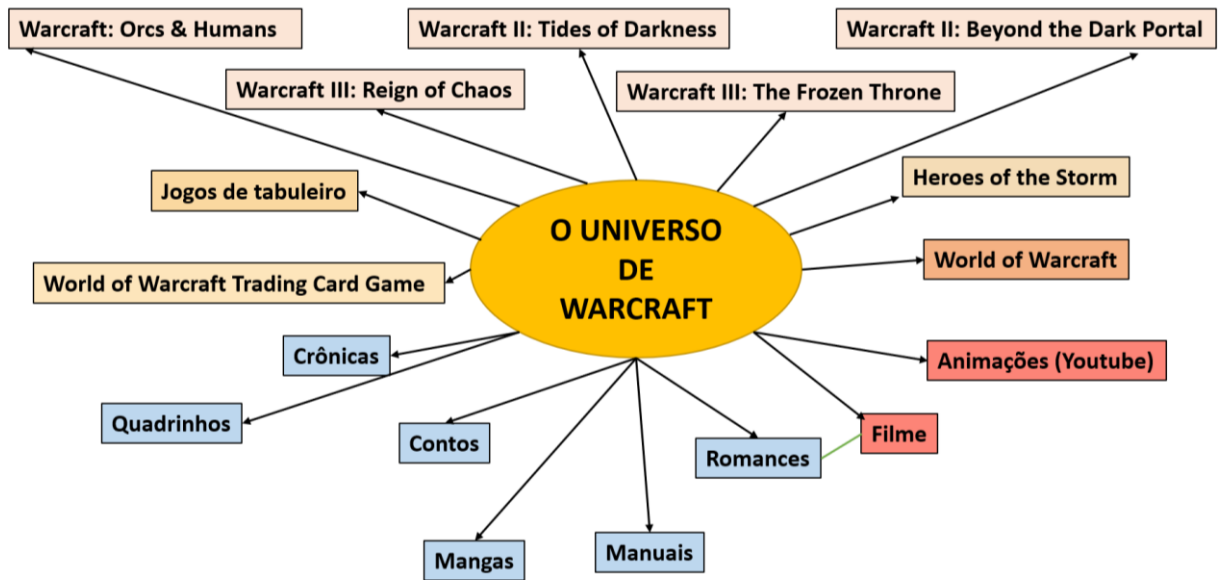 Warcraft: Orcs & Humans
Warcraft II: Tides of Darkness
Warcraft II: Beyond the Dark Portal
Warcraft III: Reign of Chaos
Warcraft III: The Frozen Throne
Jogos de tabuleiro
Heroes of the Storm
O UNIVERSO
DE
WARCRAFT
World of Warcraft
World of Warcraft Trading Card Game
Crônicas
Animações (Youtube)
Quadrinhos
Contos
Filme
Romances
Mangas
Manuais